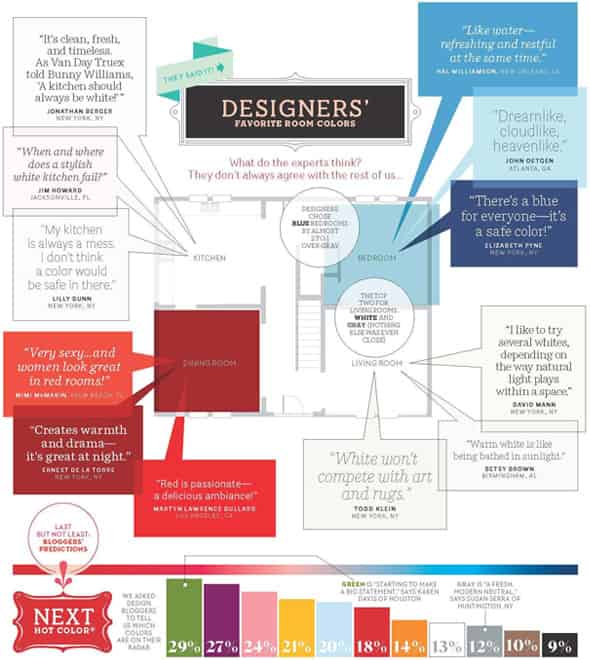 "It's clean, fresh,
and timeless.
As Van Day Truex
told Bunny Williams,
'A kitchen should
always be white!'"
JONATHAN BERGER
NEW YORK, NY
THEY SAID IT!
DESIGNERS'
FAVORITE ROOM COLORS
What do the experts think?
They don't always agree with the rest of us...
"Like water—
refreshing and restful
at the same time."
HAL WILLIAMSON, NEW ORLEANS, LA
"Dreamlike,
cloudlike,
heavenlike."
JOHN OETGEN
ATLANTA, GA
"When and where
does a stylish
white kitchen fail?"
JIM HOWARD
JACKSONVILLE, FL
"There's a blue
for everyone—it's
a safe color!"
ELIZABETH PYNE
NEW YORK, NY
"My kitchen
is always a mess.
I don't think
a color would
be safe in there."
LILLY BUNN
NEW YORK, NY
KITCHEN
DESIGNERS
CHOSE
BLUE BEDROOMS
BY ALMOST
2 TO 1
OVER GRAY
BEDROOM
THE TOP
TWO FOR
LIVING ROOMS:
WHITE AND
GRAY (NOTHING
ELSE WAS EVEN
CLOSE)
"Very sexy...and
women look great
in red rooms!"
MIMI McMAKIN, PALM BEACH, FL
DINING ROOM
LIVING ROOM
"I like to try
several whites,
depending on
the way natural
light plays
within a space."
DAVID MANN
NEW YORK, NY
"Creates warmth
and drama—
it's great at night."
ERNEST DE LA TORRE
NEW YORK, NY
"Red is passionate—
a delicious ambiance!"
MARTYN LAWRENCE BULLARD
LOS ANGELES, CA
"White won't
compete with art
and rugs."
TODD KLEIN
NEW YORK, NY
"Warm white is like
being bathed in sunlight."
BETSY BROWN
BIRMINGHAM, AL
LAST
BUT NOT LEAST:
BLOGGERS'
PREDICTIONS
NEXT
HOT COLOR
WE ASKED
DESIGN
BLOGGERS
TO TELL
US WHICH
COLORS
ARE ON THEIR
RADAR
GREEN IS "STARTING TO MAKE
A BIG STATEMENT," SAYS KAREN
DAVIS OF HOUSTON
GRAY IS "A FRESH,
MODERN NEUTRAL,"
SAYS SUSAN SERRA OF
HUNTINGTON, NY
29% 27% 24% 21% 20% 18% 14% 13% 12% 10% 9%